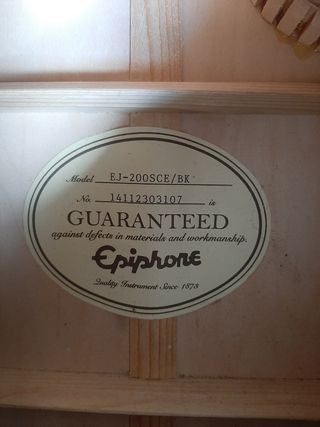 Model EJ-200SCE/BK
No. 14112303107 is
GUARANTEED
against defects in materials and workmanship.
Epiphone
Quality Instrument Since 1873